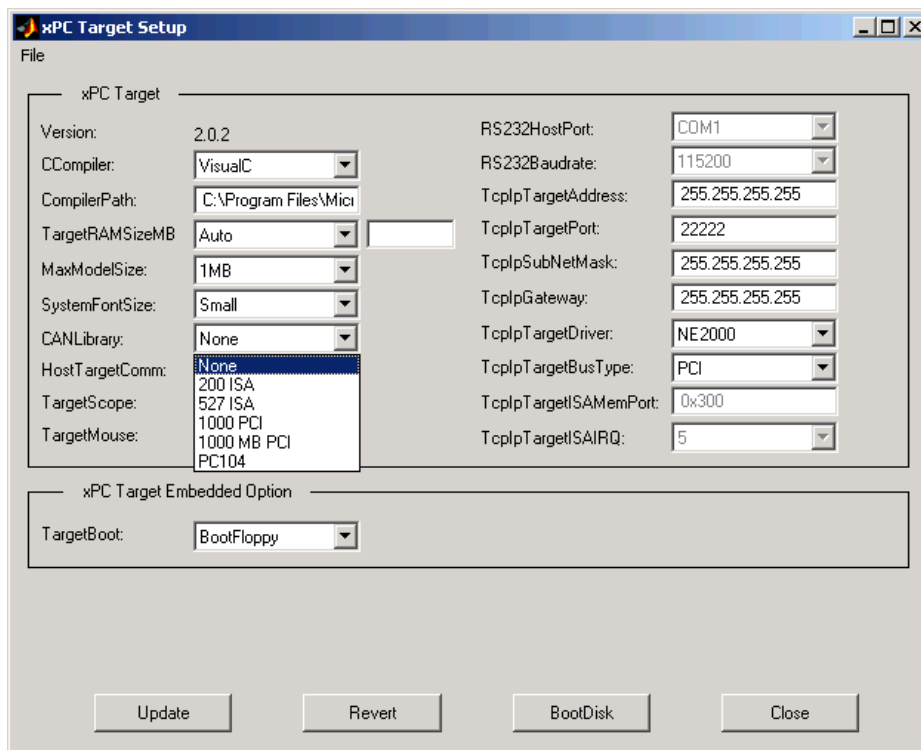 xPC Target Setup
File
xPC Target
Version: 2.0.2
CCompiler: VisualC
CompilerPath: C:\Program Files\Micr
TargetRAMSizeMB Auto
MaxModelSize: 1MB
SystemFontSize: Small
CANLibrary: None
None
200 ISA
527 ISA
1000 PCI
1000 MB PCI
PC104
HostTargetComm:
TargetScope:
TargetMouse:
RS232HostPort: COM1
RS232Baudrate: 115200
TcpIpTargetAddress: 255.255.255.255
TcpIpTargetPort: 22222
TcpIpSubNetMask: 255.255.255.255
TcpIpGateway: 255.255.255.255
TcpIpTargetDriver: NE2000
TcpIpTargetBusType: PCI
TcpIpTargetISAMemPort: 0x300
TcpIpTargetISAIRQ: 5
xPC Target Embedded Option
TargetBoot: BootFloppy
Update
Revert
BootDisk
Close